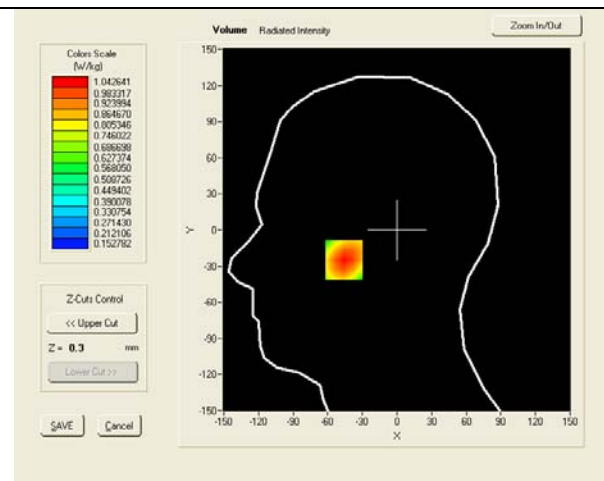 Volume Radiated Intensity
Zoom In/Out
Colors Scale
(W/kg)
1.042641
0.983317
0.923994
0.864670
0.805346
0.746022
0.686698
0.627374
0.568050
0.508726
0.449402
0.390078
0.330754
0.271430
0.212106
0.152782
Z-Cuts Control
<< Upper Cut
Z = 0.3 mm
Lower Cut >>
SAVE Cancel
150
120
90
60
30
0
-30
-60
-90
-120
-150
Y
-150 -120 -90 -60 -30 0 30 60 90 120 150
X